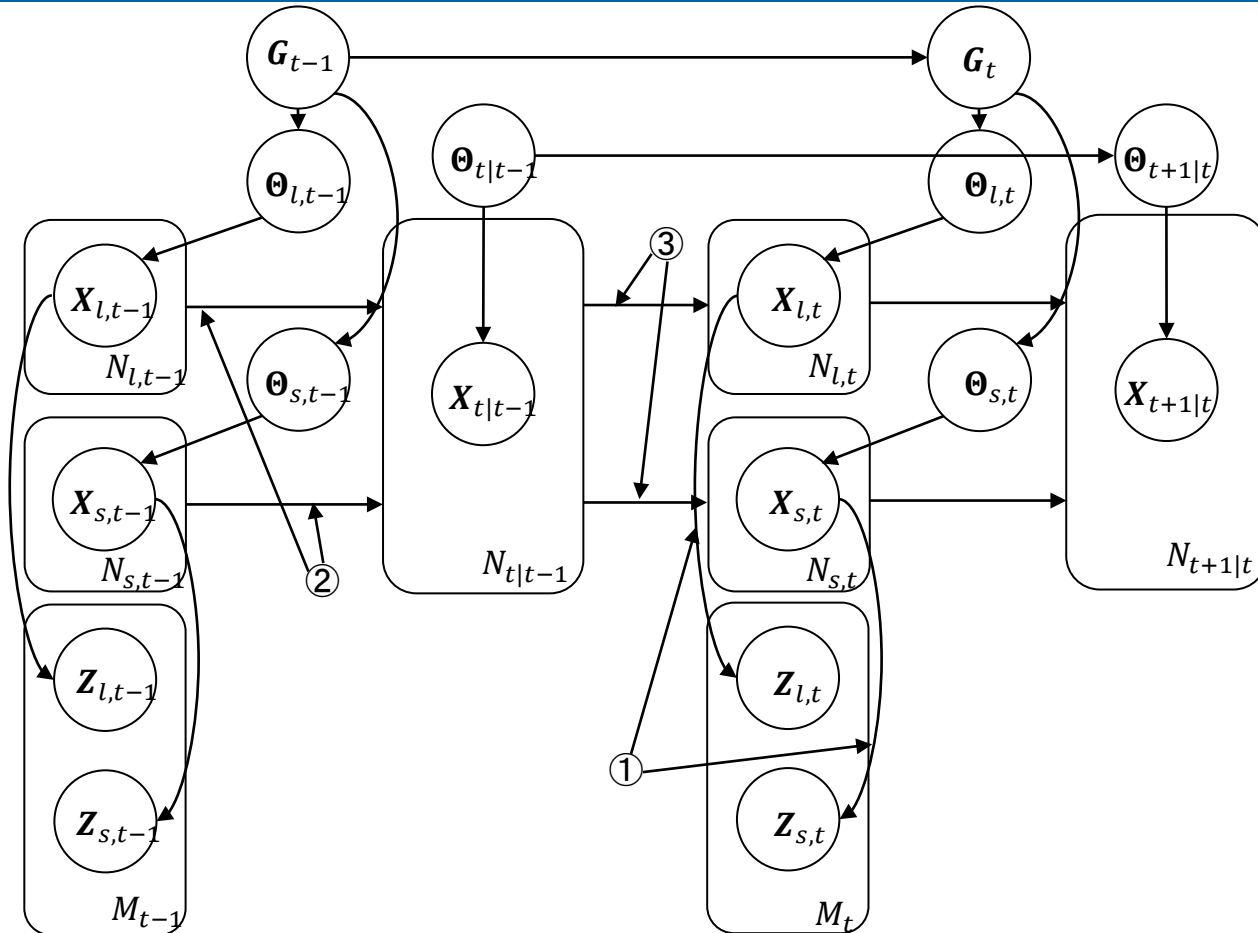 G_{t−1}
G_t
Θ_{l,t−1}
Θ_{t|t−1}
Θ_{l,t}
Θ_{t+1|t}
X_{l,t−1}
N_{l,t−1}
Θ_{s,t−1}
X_{t|t−1}
③
X_{l,t}
N_{l,t}
Θ_{s,t}
X_{t+1|t}
X_{s,t−1}
N_{s,t−1}
②
N_{t|t−1}
X_{s,t}
N_{s,t}
N_{t+1|t}
Z_{l,t−1}
Z_{l,t}
①
Z_{s,t−1}
Z_{s,t}
M_{t−1}
M_t